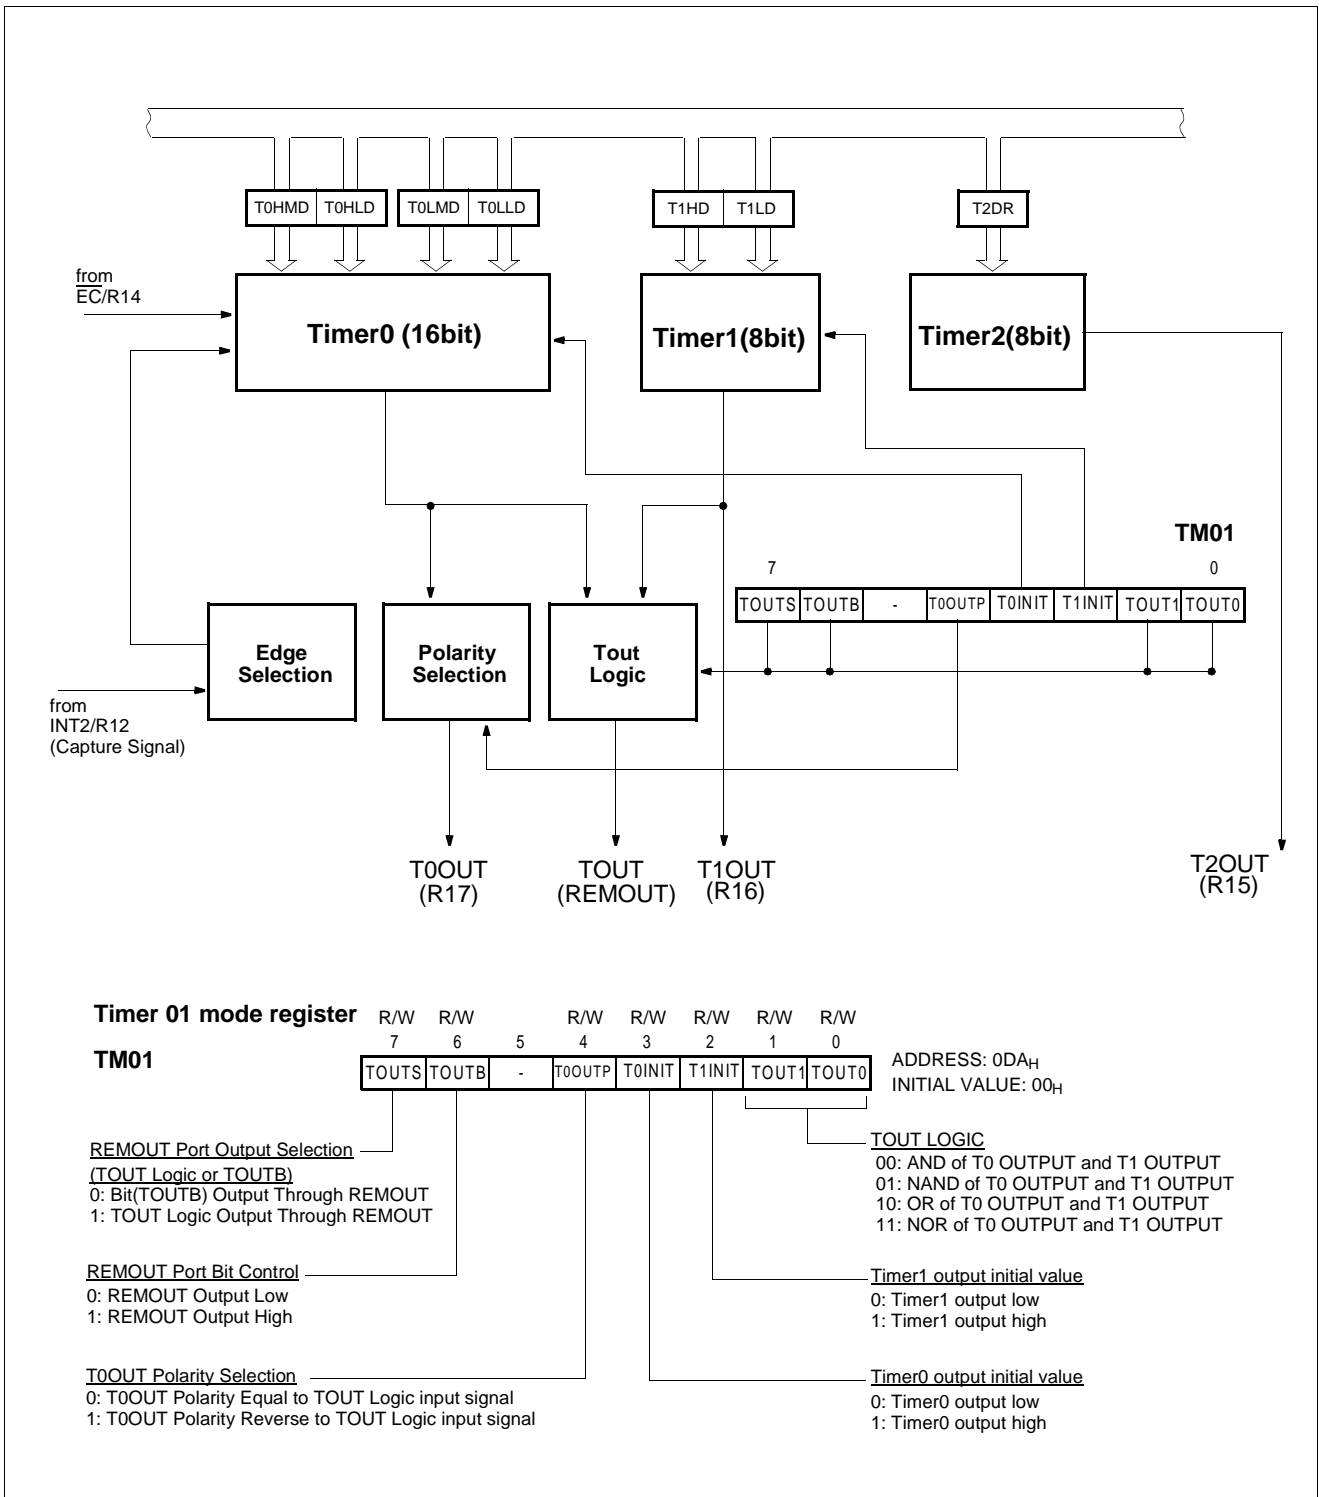 T0HMD T0HLD T0LMD T0LLD T1HD T1LD T2DR
from
EC/R14
Timer0 (16bit)
Timer1(8bit)
Timer2(8bit)
TM01
7 0
TOUTS TOUTB - T0OUTP T0INIT T1INIT TOUT1 TOUT0
Edge
Selection
Polarity
Selection
Tout
Logic
from
INT2/R12
(Capture Signal)
T0OUT
(R17)
TOUT
(REMOUT)
T1OUT
(R16)
T2OUT
(R15)
Timer 01 mode register
R/W R/W R/W R/W R/W R/W R/W
7 6 5 4 3 2 1 0
TM01
TOUTS TOUTB - T0OUTP T0INIT T1INIT TOUT1 TOUT0
ADDRESS: 0DAH
INITIAL VALUE: 00H
REMOUT Port Output Selection
(TOUT Logic or TOUTB)
0: Bit(TOUTB) Output Through REMOUT
1: TOUT Logic Output Through REMOUT
TOUT LOGIC
00: AND of T0 OUTPUT and T1 OUTPUT
01: NAND of T0 OUTPUT and T1 OUTPUT
10: OR of T0 OUTPUT and T1 OUTPUT
11: NOR of T0 OUTPUT and T1 OUTPUT
REMOUT Port Bit Control
0: REMOUT Output Low
1: REMOUT Output High
Timer1 output initial value
0: Timer1 output low
1: Timer1 output high
T0OUT Polarity Selection
0: T0OUT Polarity Equal to TOUT Logic input signal
1: T0OUT Polarity Reverse to TOUT Logic input signal
Timer0 output initial value
0: Timer0 output low
1: Timer0 output high